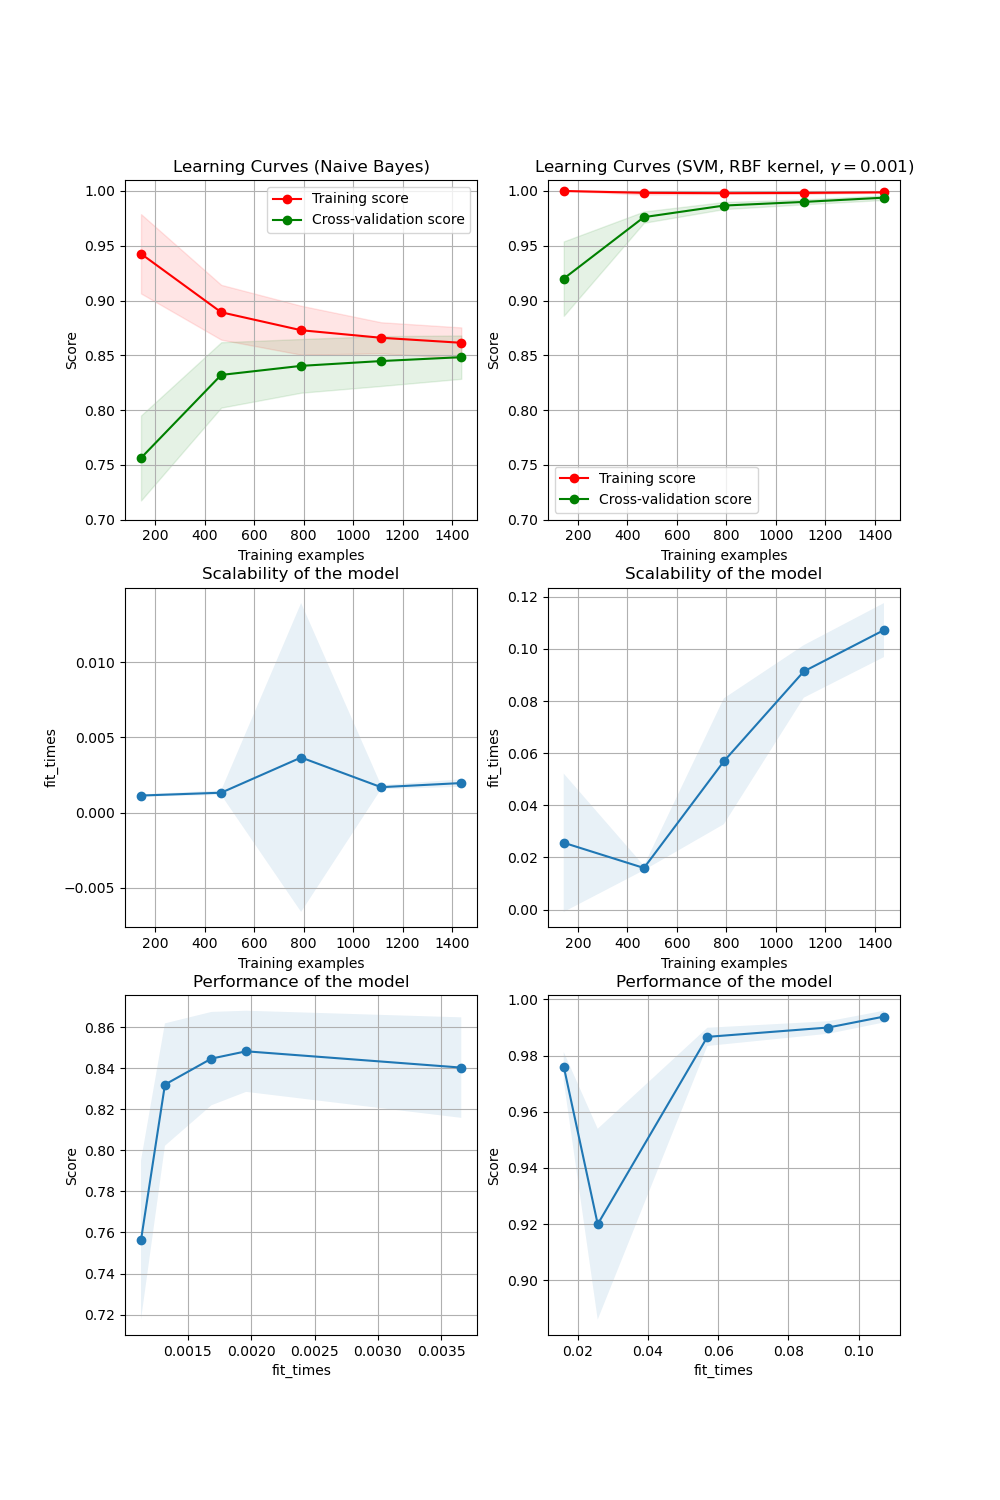 Learning Curves (Naive Bayes)
Score
1.00
0.95
0.90
0.85
0.80
0.75
0.70
Training score
Cross-validation score
200 400 600 800 1000 1200 1400
Training examples
Learning Curves (SVM, RBF kernel, γ = 0.001)
Score
1.00
0.95
0.90
0.85
0.80
0.75
0.70
Training score
Cross-validation score
200 400 600 800 1000 1200 1400
Training examples
Scalability of the model
fit_times
0.010
0.005
0.000
−0.005
200 400 600 800 1000 1200 1400
Training examples
Scalability of the model
fit_times
0.12
0.10
0.08
0.06
0.04
0.02
0.00
200 400 600 800 1000 1200 1400
Training examples
Performance of the model
Score
0.86
0.84
0.82
0.80
0.78
0.76
0.74
0.72
0.0015 0.0020 0.0025 0.0030 0.0035
fit_times
Performance of the model
Score
1.00
0.98
0.96
0.94
0.92
0.90
0.02 0.04 0.06 0.08 0.10
fit_times